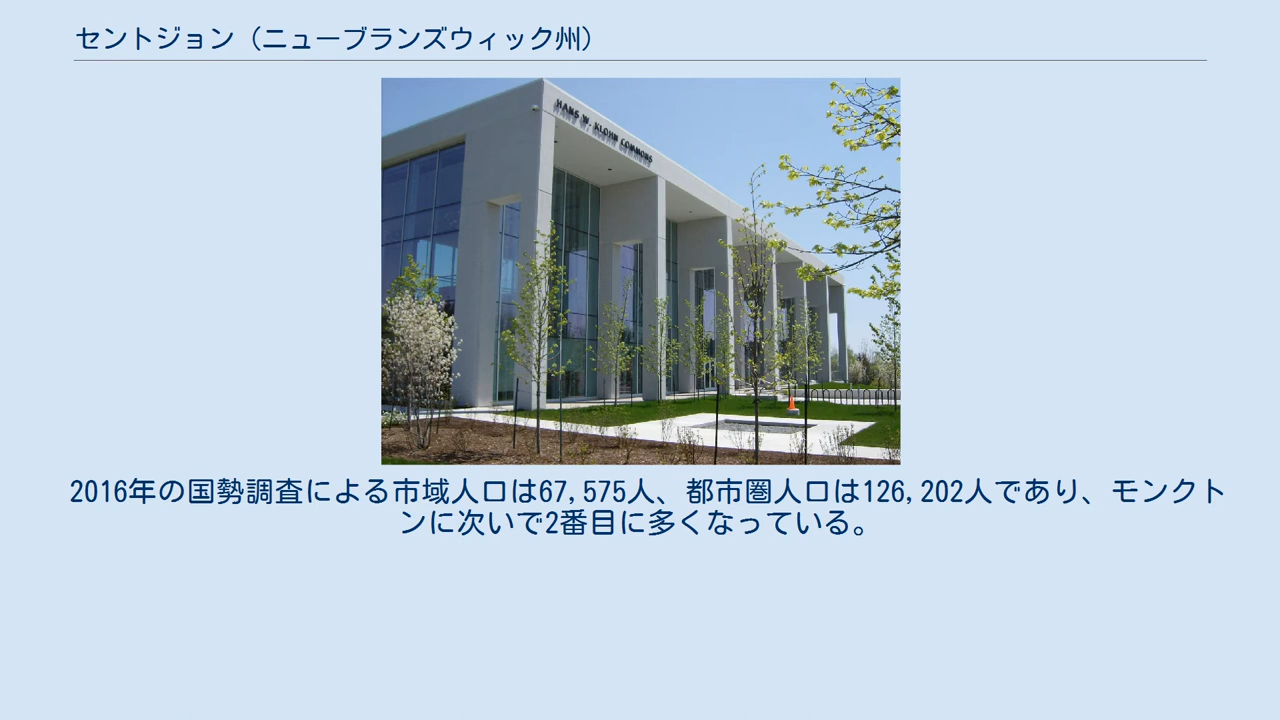 セントジョン（ニューブランズウィック州）
HANS W. KLOHN COMMONS
2016年の国勢調査による市域人口は67,575人、都市圏人口は126,202人であり、モンクト
ンに次いで2番目に多くなっている。